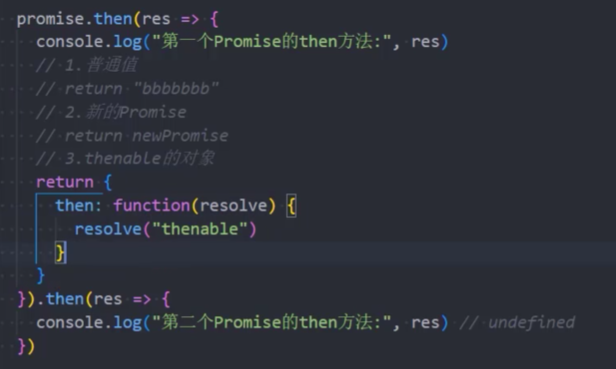 promise.then(res => {
console.log("第一个Promise的then方法:", res)
// 1.普通值
// return "bbbbbbb"
// 2.新的Promise
// return newPromise
// 3.thenable的对象
return {
then: function(resolve) {
resolve("thenable")
}
}
}).then(res => {
console.log("第二个Promise的then方法:", res) // undefined
})